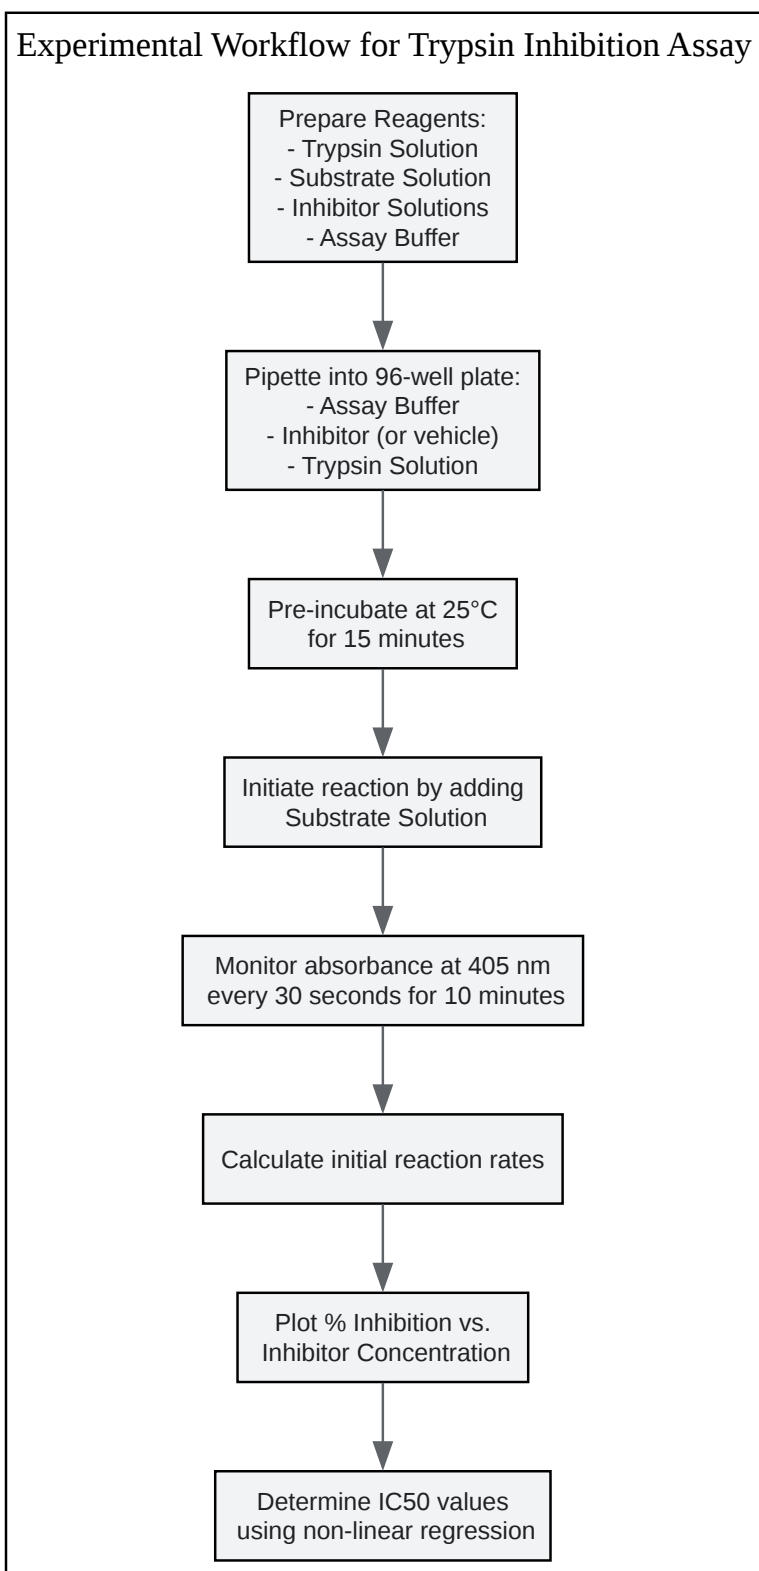 Experimental Workflow for Trypsin Inhibition Assay
Prepare Reagents:
- Trypsin Solution
- Substrate Solution
- Inhibitor Solutions
- Assay Buffer
Pipette into 96-well plate:
- Assay Buffer
- Inhibitor (or vehicle)
- Trypsin Solution
Pre-incubate at 25°C
for 15 minutes
Initiate reaction by adding
Substrate Solution
Monitor absorbance at 405 nm
every 30 seconds for 10 minutes
Calculate initial reaction rates
Plot % Inhibition vs.
Inhibitor Concentration
Determine IC50 values
using non-linear regression